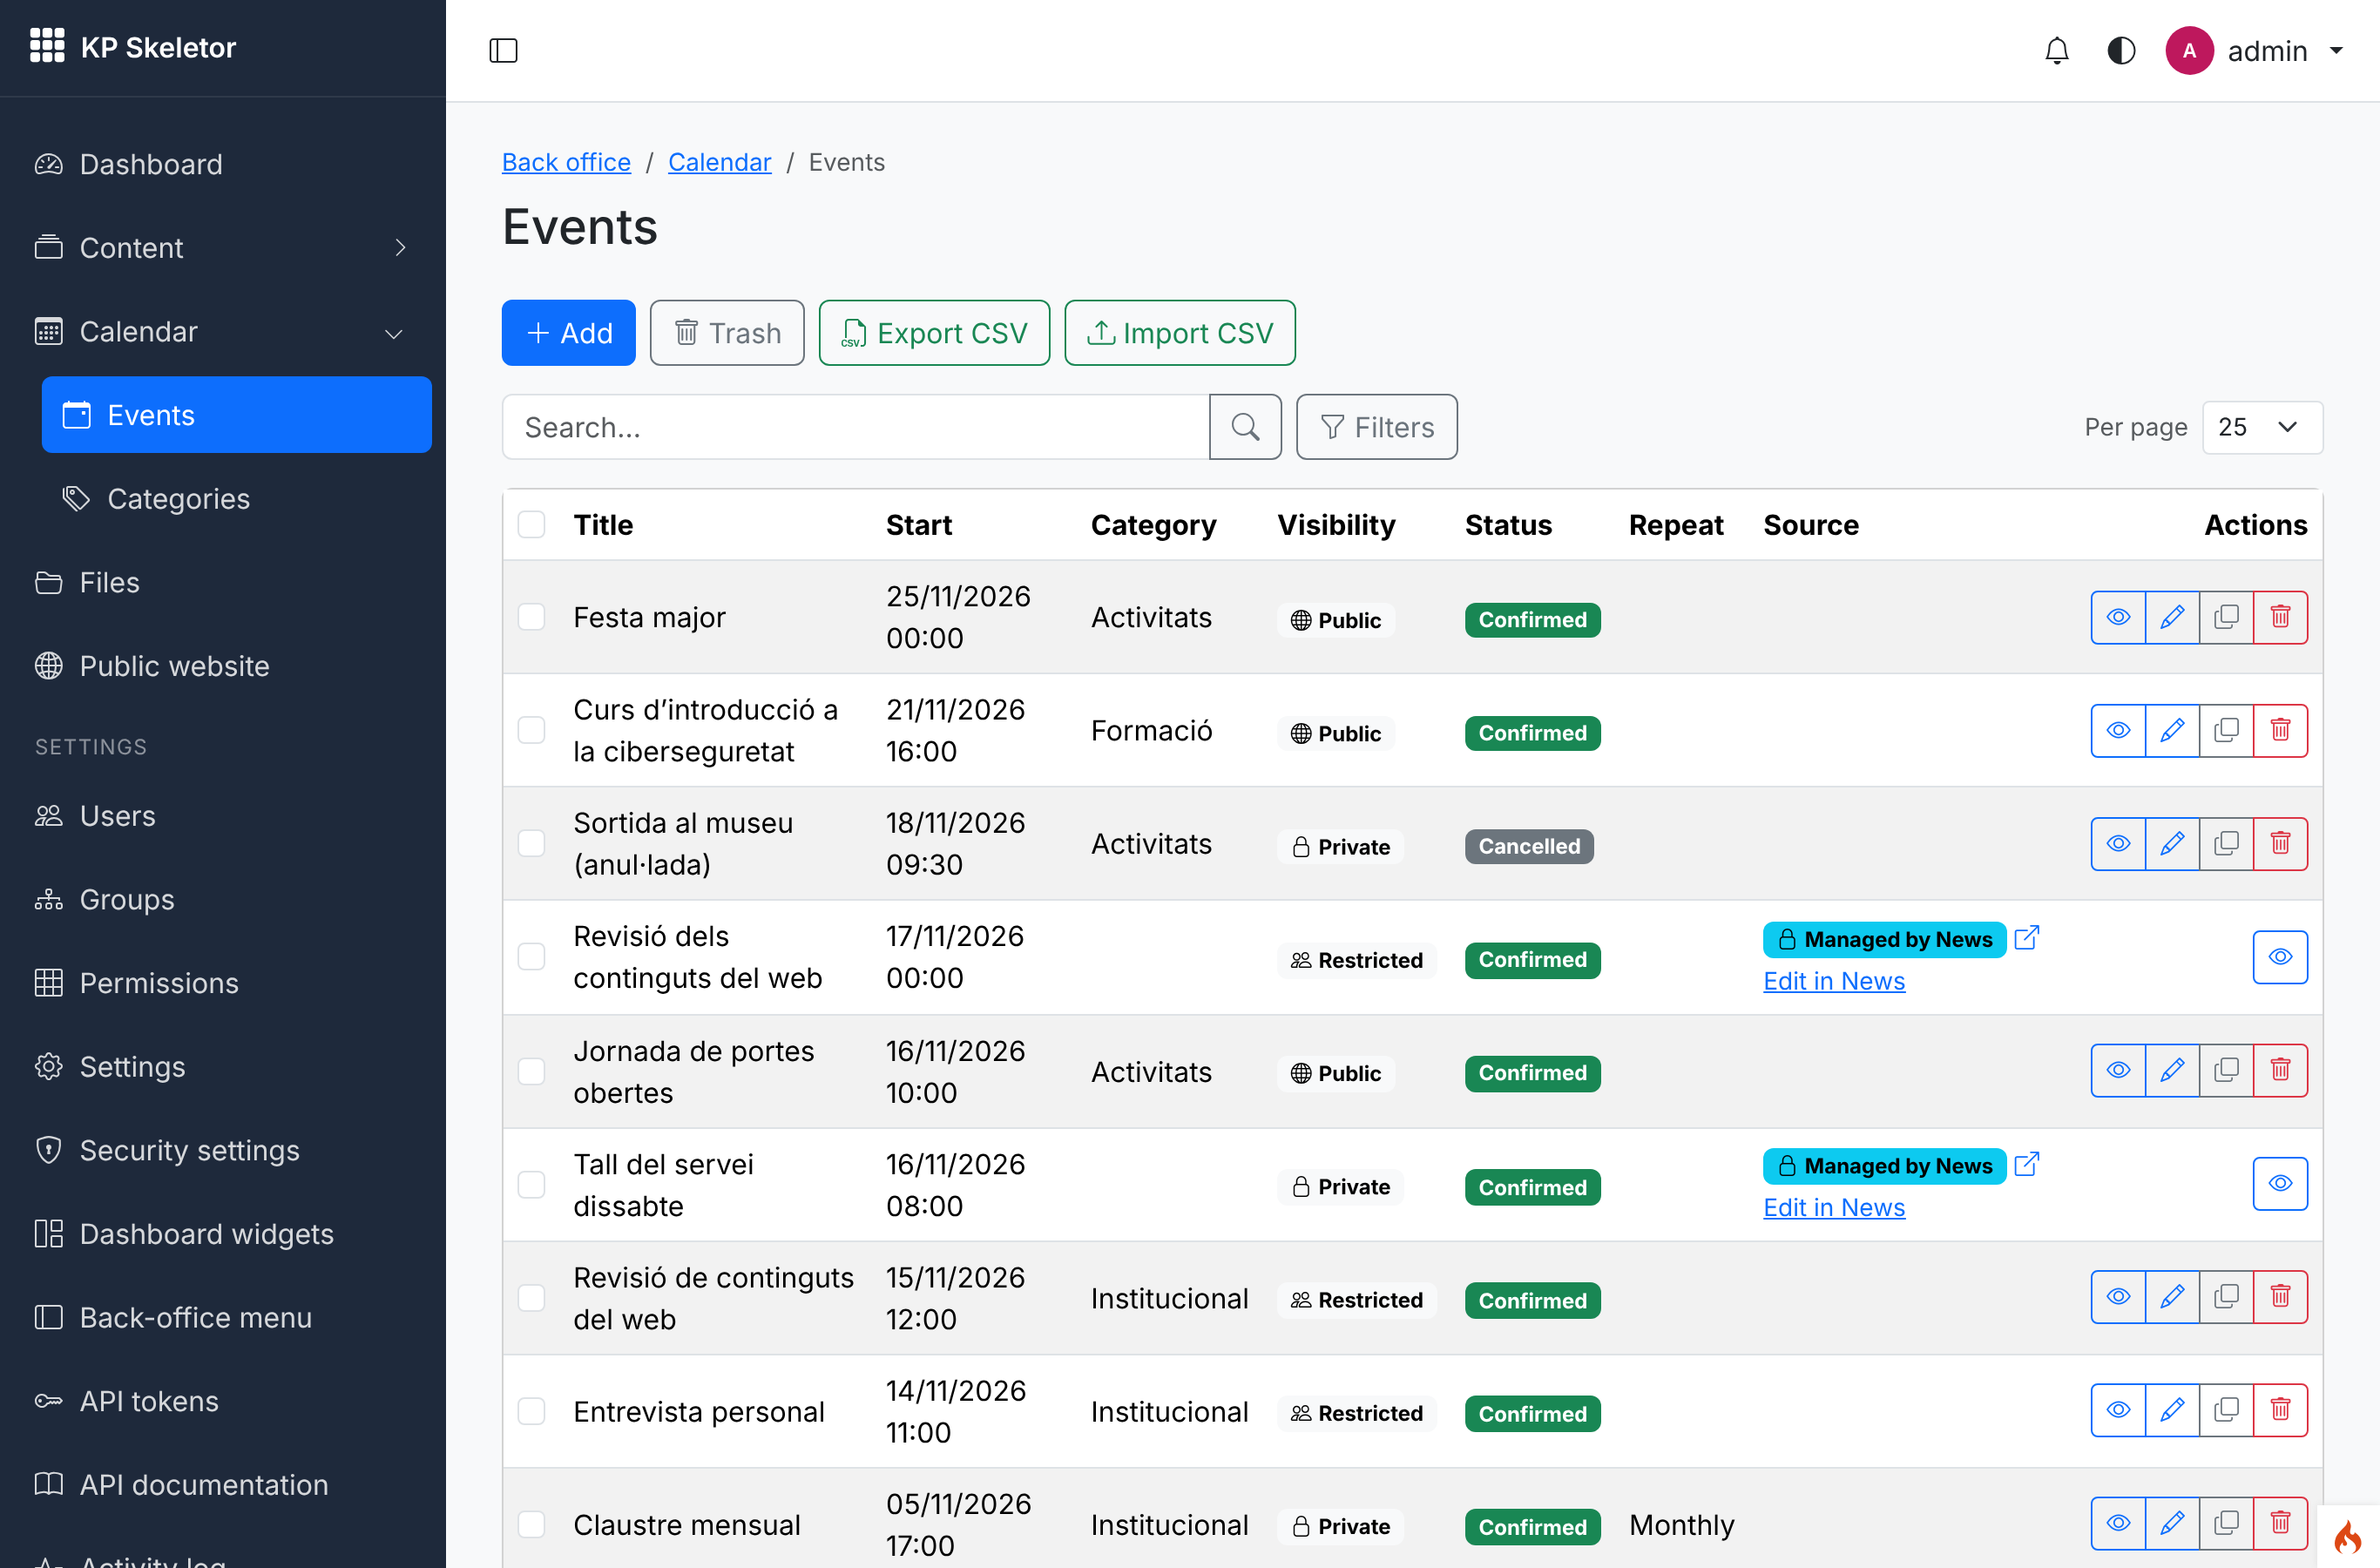 KP Skeletor
A admin
Dashboard
Content
Calendar
Events
Categories
Files
Public website
SETTINGS
Users
Groups
Permissions
Settings
Security settings
Dashboard widgets
Back-office menu
API tokens
API documentation
Activity log
Back office / Calendar / Events
Events
Add Trash CSV Export CSV Import CSV
Search... Filters Per page 25
Title Start Category Visibility Status Repeat Source Actions
Festa major 25/11/2026 00:00 Activitats Public Confirmed
Curs d’introducció a la ciberseguretat 21/11/2026 16:00 Formació Public Confirmed
Sortida al museu (anul·lada) 18/11/2026 09:30 Activitats Private Cancelled
Revisió dels continguts del web 17/11/2026 00:00 Restricted Confirmed Managed by News Edit in News
Jornada de portes obertes 16/11/2026 10:00 Activitats Public Confirmed
Tall del servei dissabte 16/11/2026 08:00 Private Confirmed Managed by News Edit in News
Revisió de continguts del web 15/11/2026 12:00 Institucional Restricted Confirmed
Entrevista personal 14/11/2026 11:00 Institucional Restricted Confirmed
Claustre mensual 05/11/2026 17:00 Institucional Private Confirmed Monthly